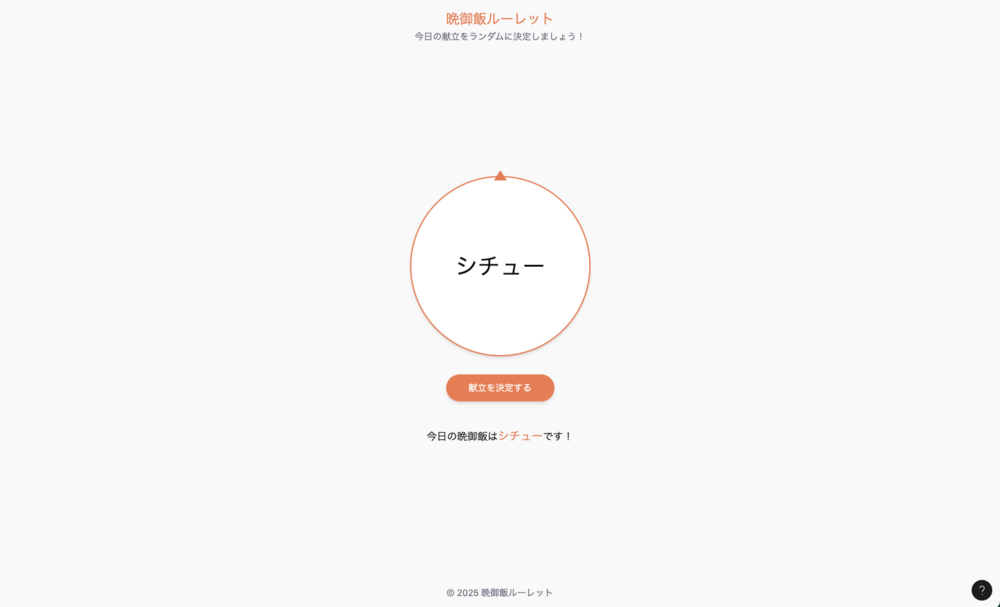 晩御飯ルーレット
今日の献立をランダムに決定しましょう！
シチュー
献立を決定する
今日の晩御飯はシチューです！
© 2025 晩御飯ルーレット
?